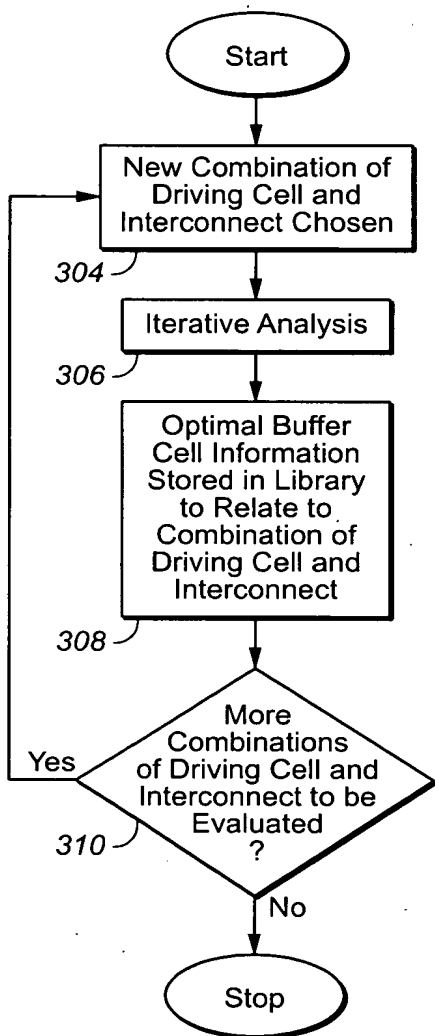 Start
New Combination of
Driving Cell and
Interconnect Chosen
304
Iterative Analysis
306
Optimal Buffer
Cell Information
Stored in Library
to Relate to
Combination of
Driving Cell and
Interconnect
308
More
Combinations
of Driving Cell and
Interconnect to be
Evaluated
?
Yes
310
No
Stop